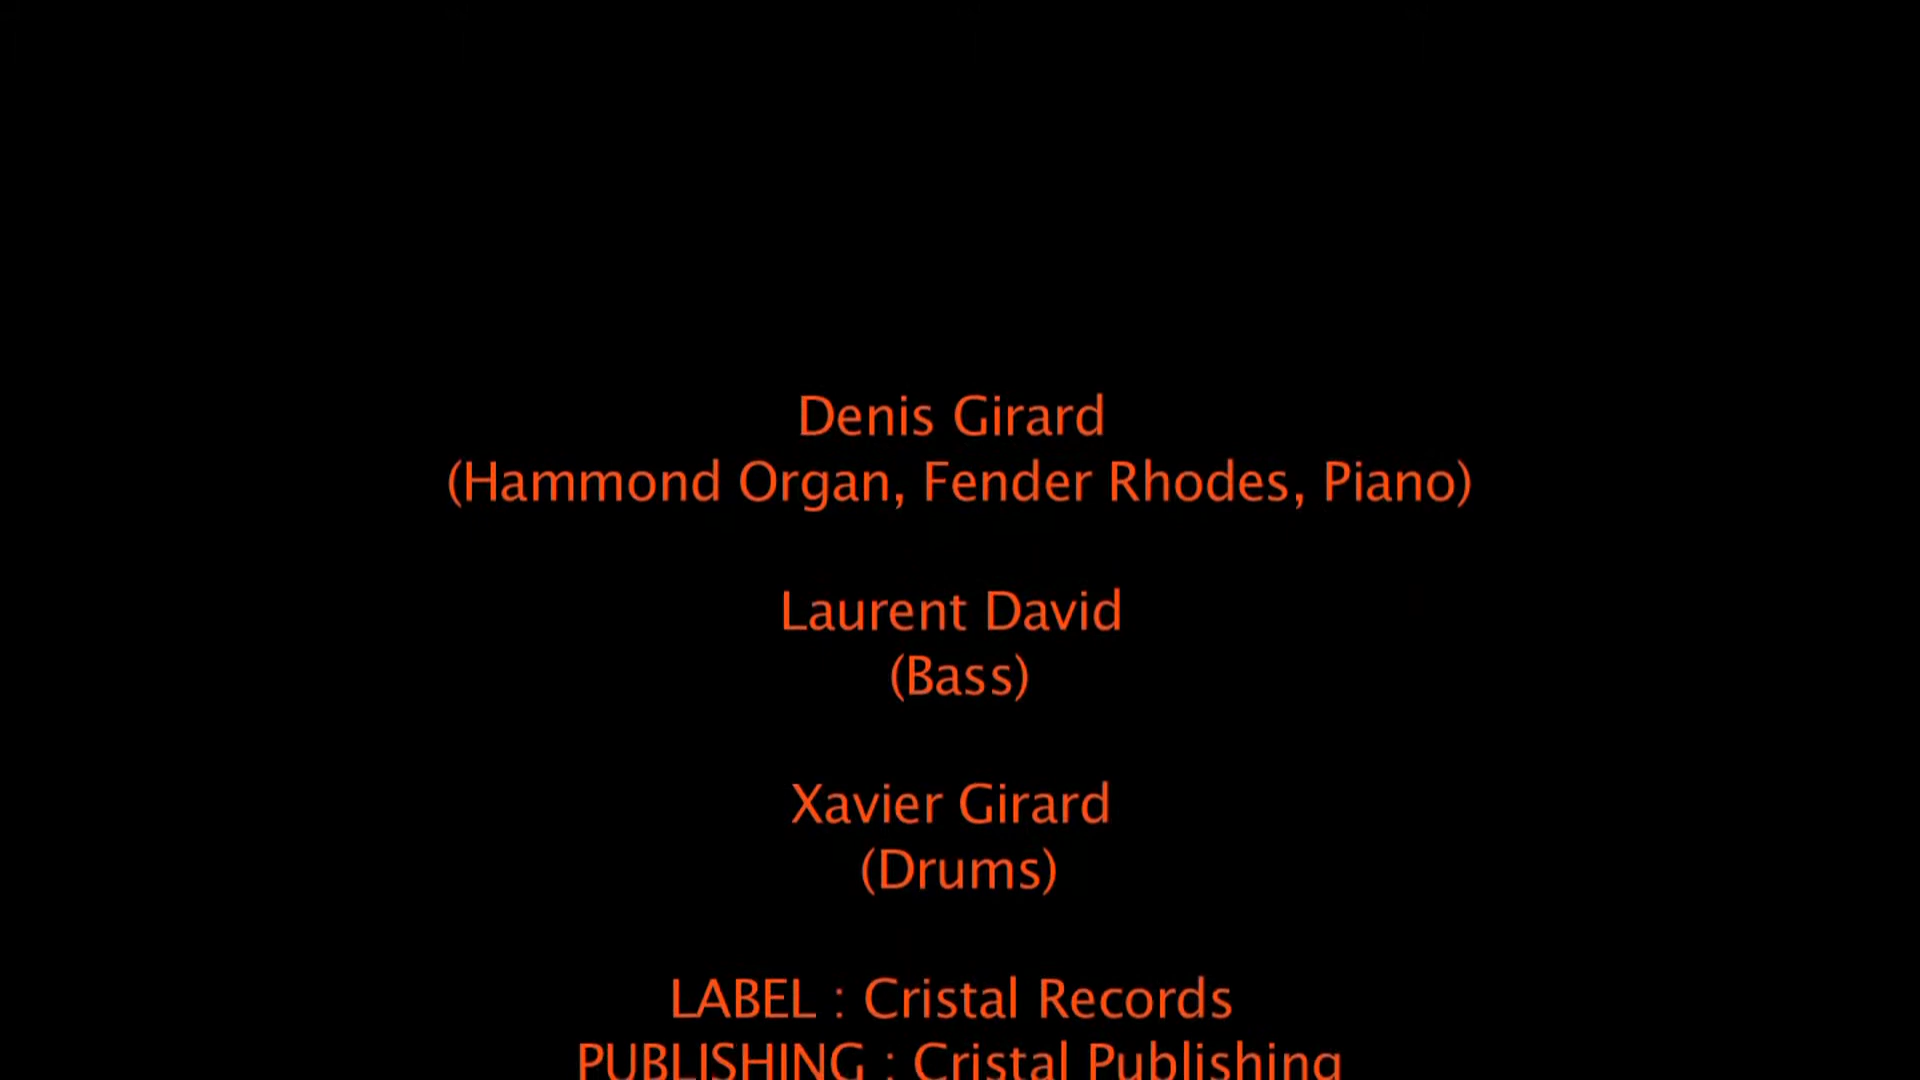 Denis Girard
(Hammond Organ, Fender Rhodes, Piano)
Laurent David
(Bass)
Xavier Girard
(Drums)
LABEL : Cristal Records
PUBLISHING : Cristal Publishing